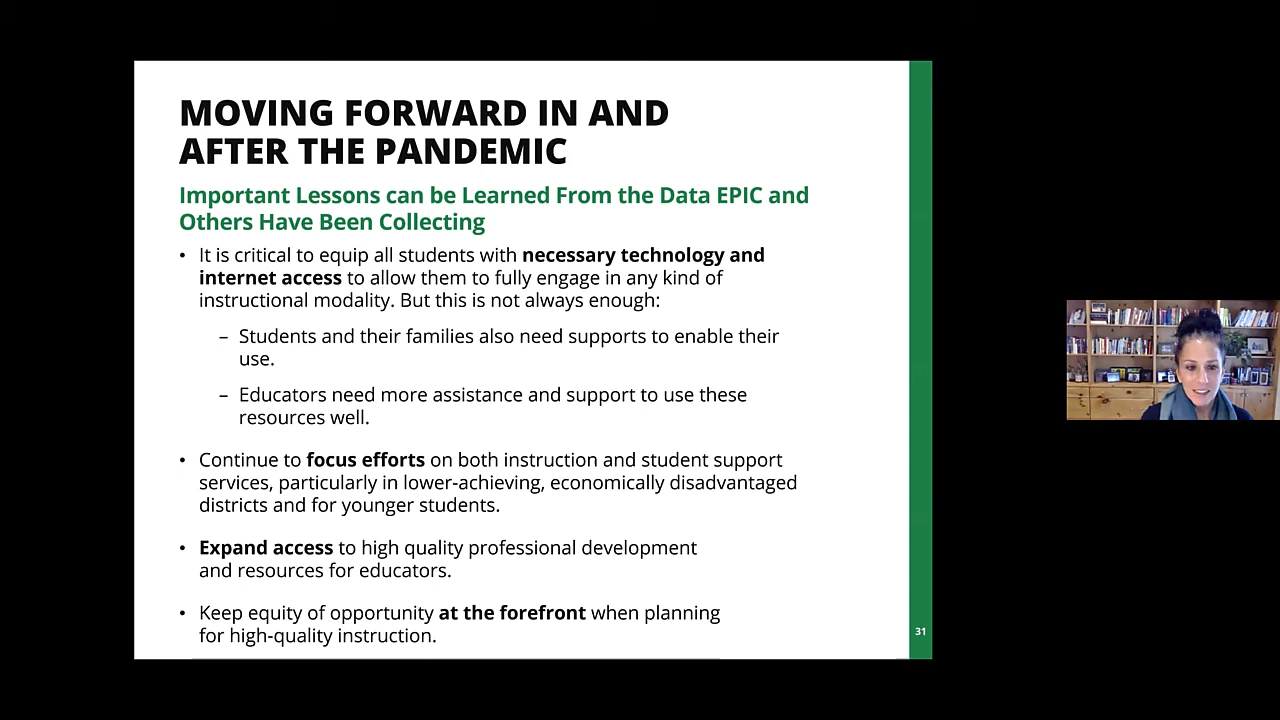 MOVING FORWARD IN AND
AFTER THE PANDEMIC
Important Lessons can be Learned From the Data EPIC and
Others Have Been Collecting
• It is critical to equip all students with necessary technology and
internet access to allow them to fully engage in any kind of
instructional modality. But this is not always enough:
– Students and their families also need supports to enable their
use.
– Educators need more assistance and support to use these
resources well.
• Continue to focus efforts on both instruction and student support
services, particularly in lower-achieving, economically disadvantaged
districts and for younger students.
• Expand access to high quality professional development
and resources for educators.
• Keep equity of opportunity at the forefront when planning
for high-quality instruction.
31